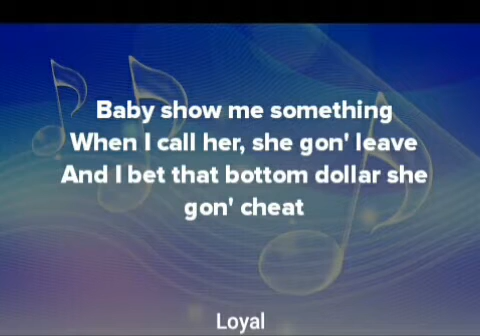 Baby show me something
When I call her, she gon' leave
And I bet that bottom dollar she
gon' cheat
Loyal